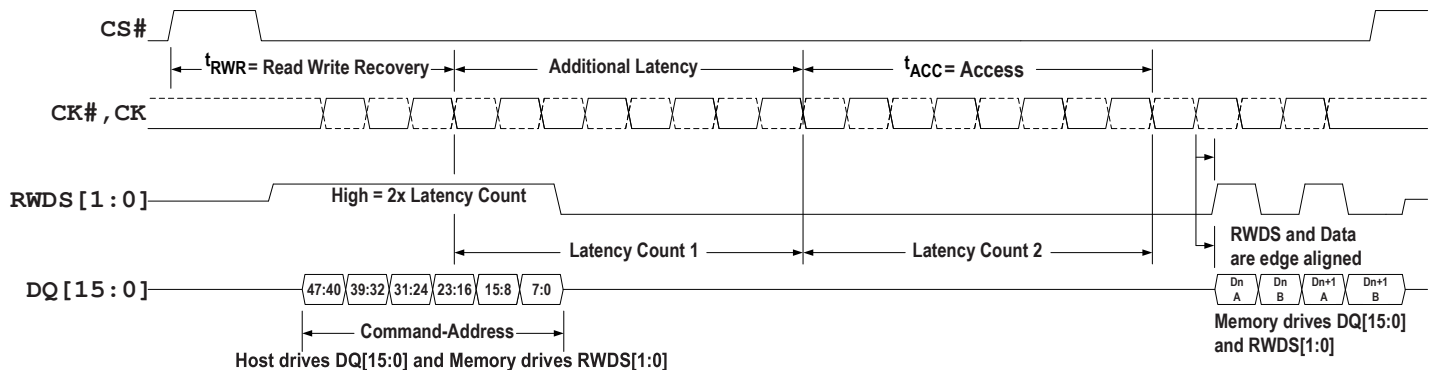 CS#
tRWR = Read Write Recovery
Additional Latency
tACC = Access
CK#,CK
RWDS[1:0]
High = 2x Latency Count
Latency Count 1
Latency Count 2
RWDS and Data
are edge aligned
DQ[15:0]
47:40 39:32 31:24 23:16 15:8 7:0
Dn A Dn B Dn+1 A Dn+1 B
Command-Address
Memory drives DQ[15:0]
and RWDS[1:0]
Host drives DQ[15:0] and Memory drives RWDS[1:0]